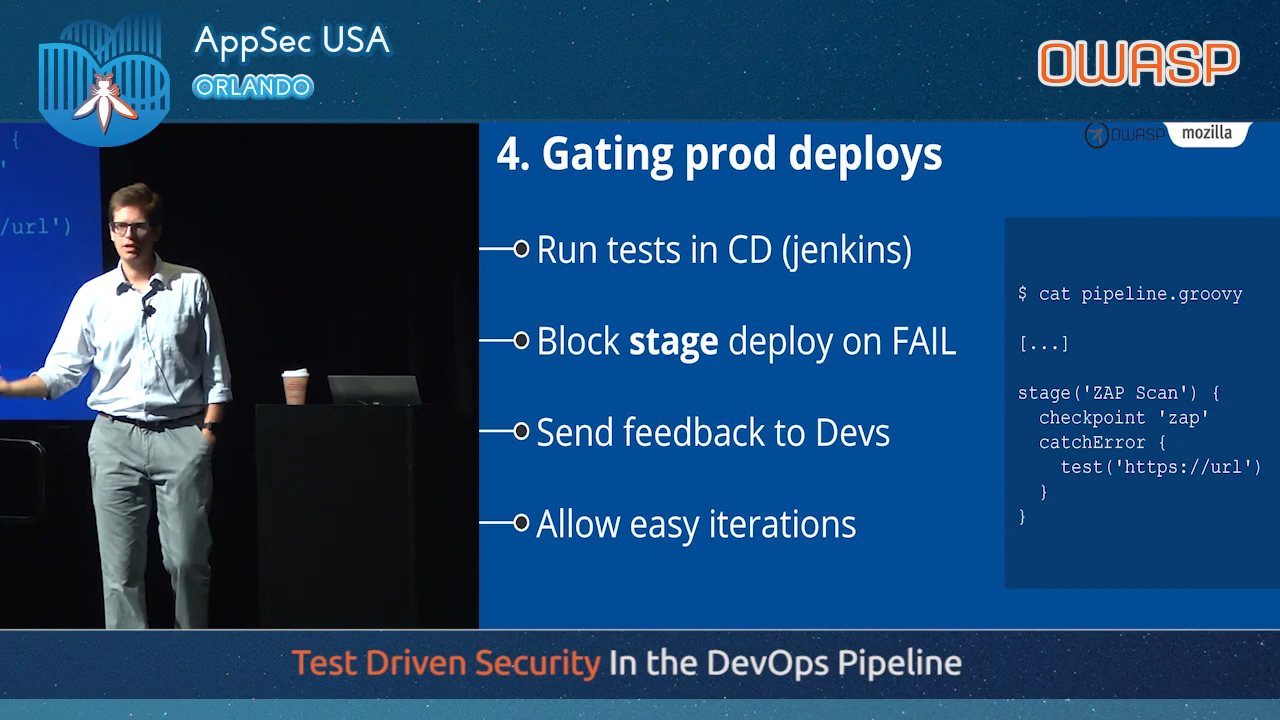 AppSec USA
ORLANDO
OWASP
{
'
/url')
4. Gating prod deploys
OWASP
mozilla
Run tests in CD (jenkins)
Block stage deploy on FAIL
Send feedback to Devs
Allow easy iterations
$ cat pipeline.groovy
[...]
stage('ZAP Scan') {
checkpoint 'zap'
catchError {
test('https://url')
}
}
Test Driven Security In the DevOps Pipeline